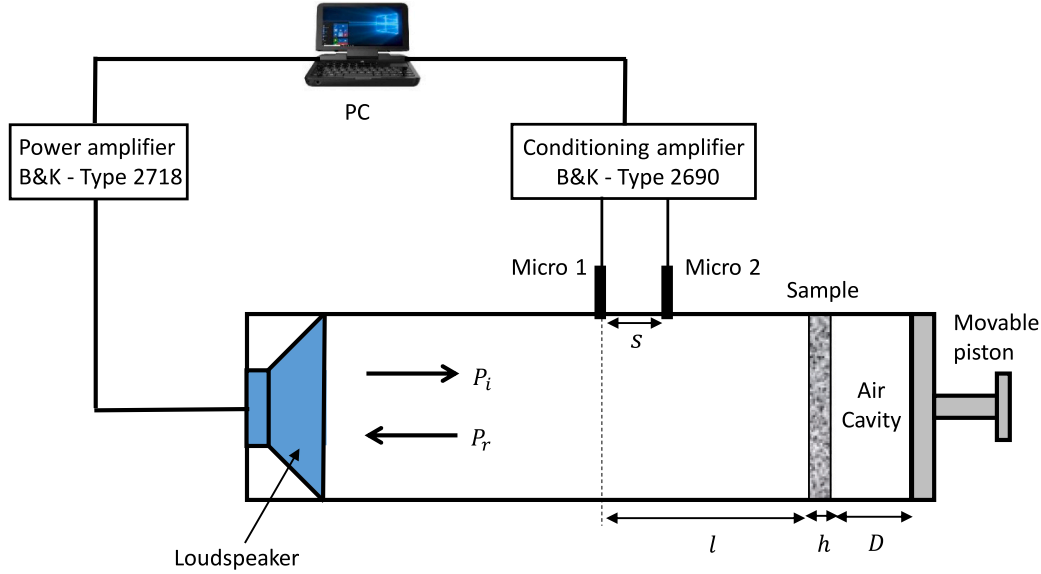 PC
Power amplifier
B&K - Type 2718
Conditioning amplifier
B&K - Type 2690
Micro 1
Micro 2
Sample
s
Movable
piston
P_i
Air
Cavity
P_r
l
h
D
Loudspeaker